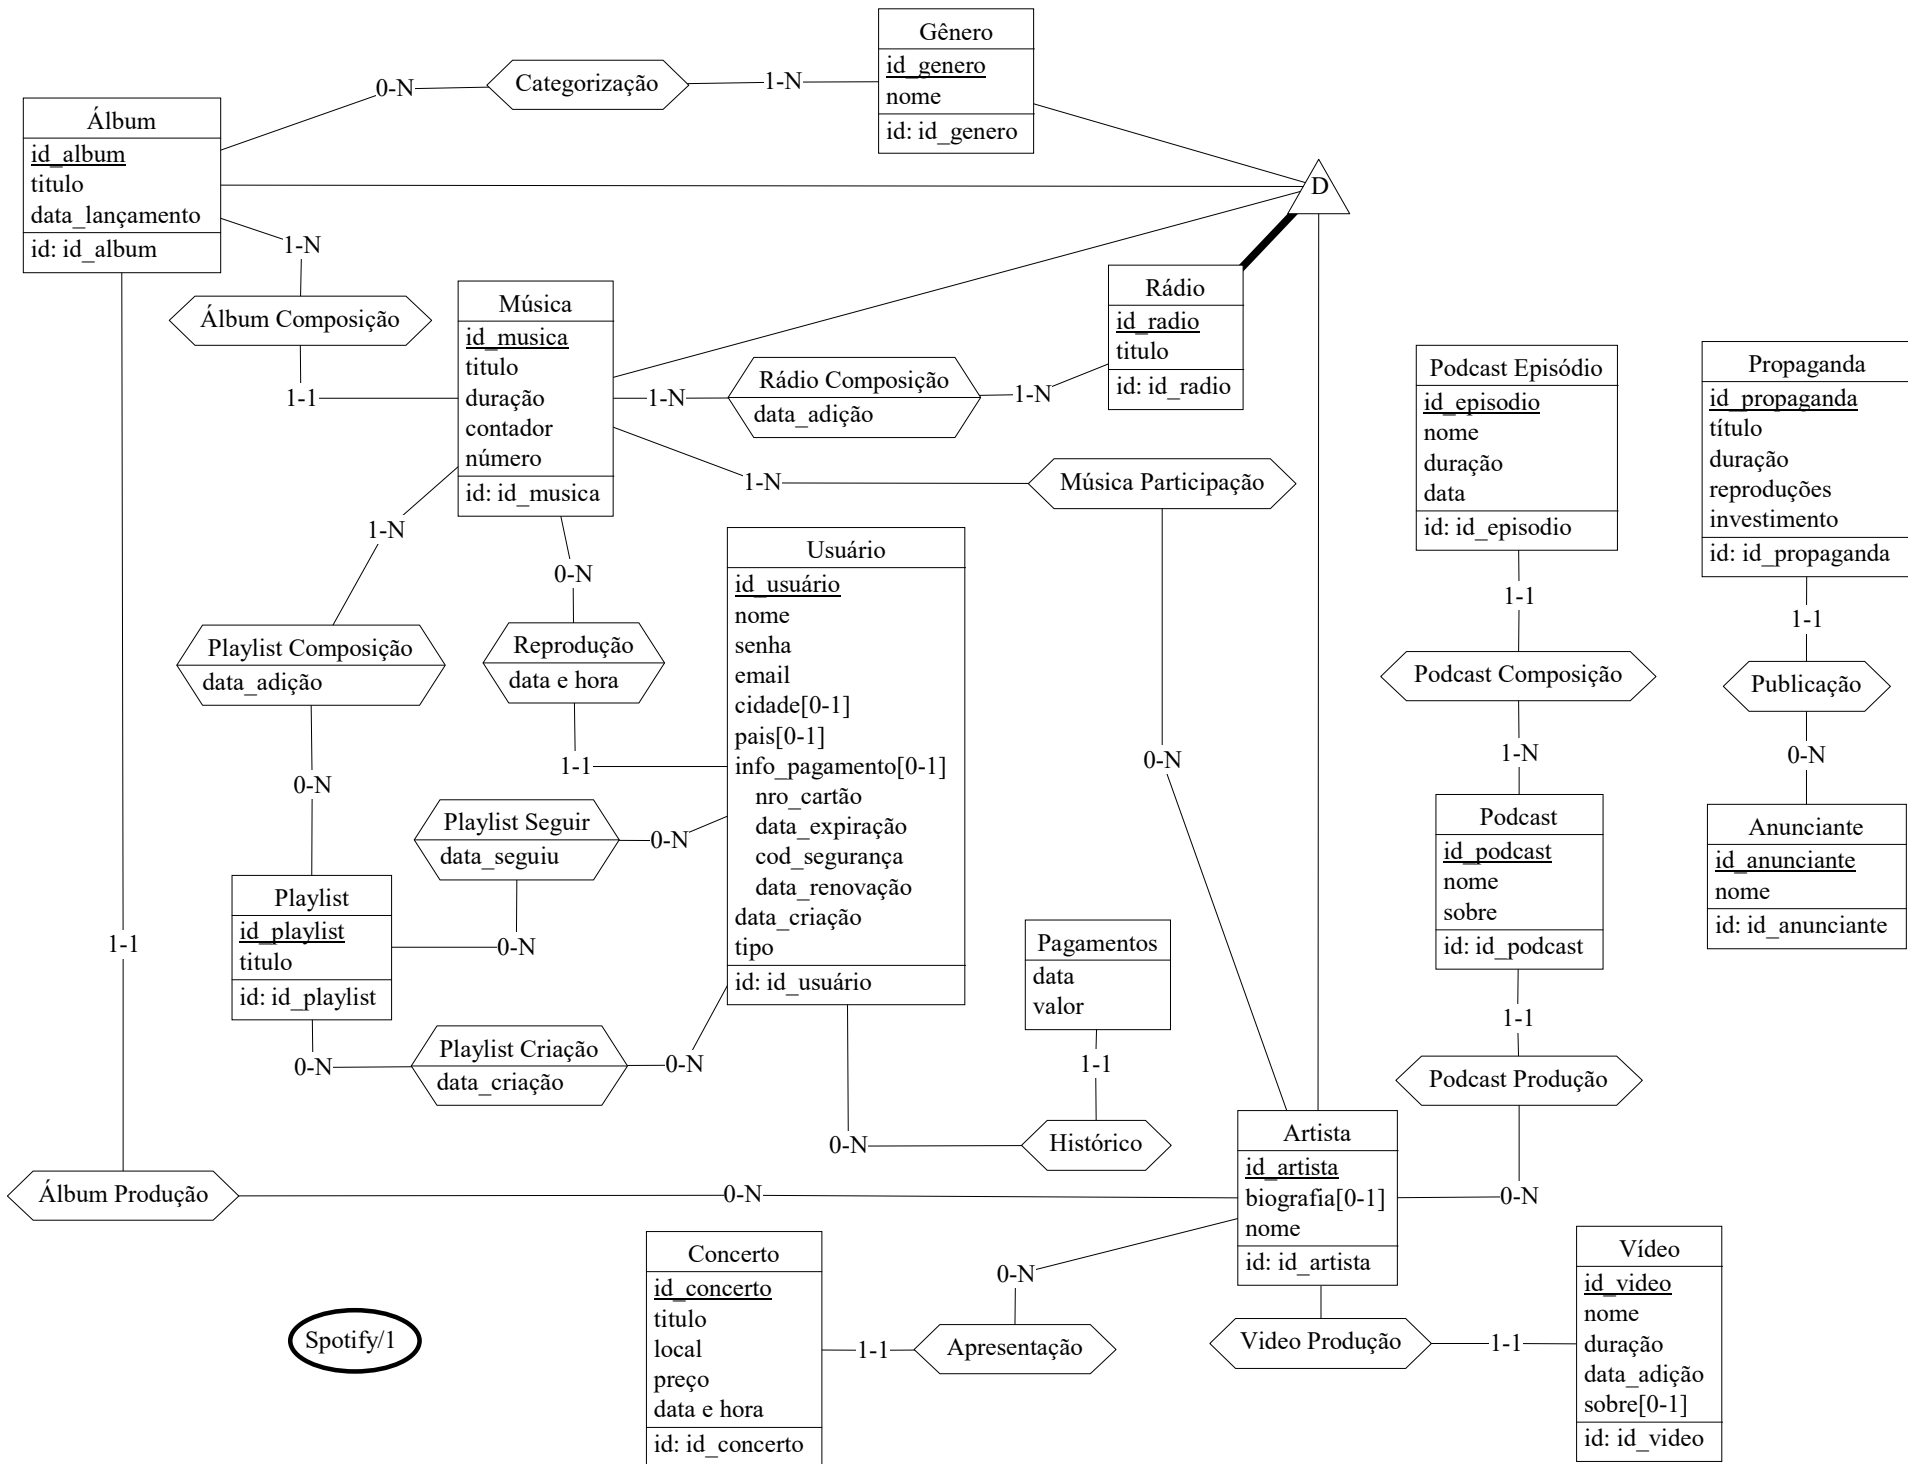 Gênero
id_genero
nome
id: id_genero
0-N
Categorização
1-N
Álbum
id_album
titulo
data_lançamento
id: id_album
D
1-N
Álbum Composição
1-1
Música
id_musica
titulo
duração
contador
número
id: id_musica
1-N
Rádio Composição
data_adição
1-N
Rádio
id_radio
titulo
id: id_radio
1-N
Música Participação
0-N
Podcast Episódio
id_episodio
nome
duração
data
id: id_episodio
1-1
Podcast Composição
1-N
Podcast
id_podcast
nome
sobre
id: id_podcast
1-1
Podcast Produção
0-N
Propaganda
id_propaganda
título
duração
reproduções
investimento
id: id_propaganda
1-1
Publicação
0-N
Anunciante
id_anunciante
nome
id: id_anunciante
1-N
Playlist Composição
data_adição
0-N
0-N
Reprodução
data e hora
1-1
Usuário
id_usuário
nome
senha
email
cidade[0-1]
pais[0-1]
info_pagamento[0-1]
nro_cartão
data_expiração
cod_segurança
data_renovação
data_criação
tipo
id: id_usuário
Playlist Seguir
data_seguiu
0-N
0-N
Playlist
id_playlist
titulo
id: id_playlist
0-N
Playlist Criação
data_criação
0-N
Pagamentos
data
valor
1-1
0-N
Histórico
1-1
Álbum Produção
0-N
Artista
id_artista
biografia[0-1]
nome
id: id_artista
Concerto
id_concerto
titulo
local
preço
data e hora
id: id_concerto
1-1
Apresentação
0-N
Video Produção
1-1
Vídeo
id_video
nome
duração
data_adição
sobre[0-1]
id: id_video
Spotify/1